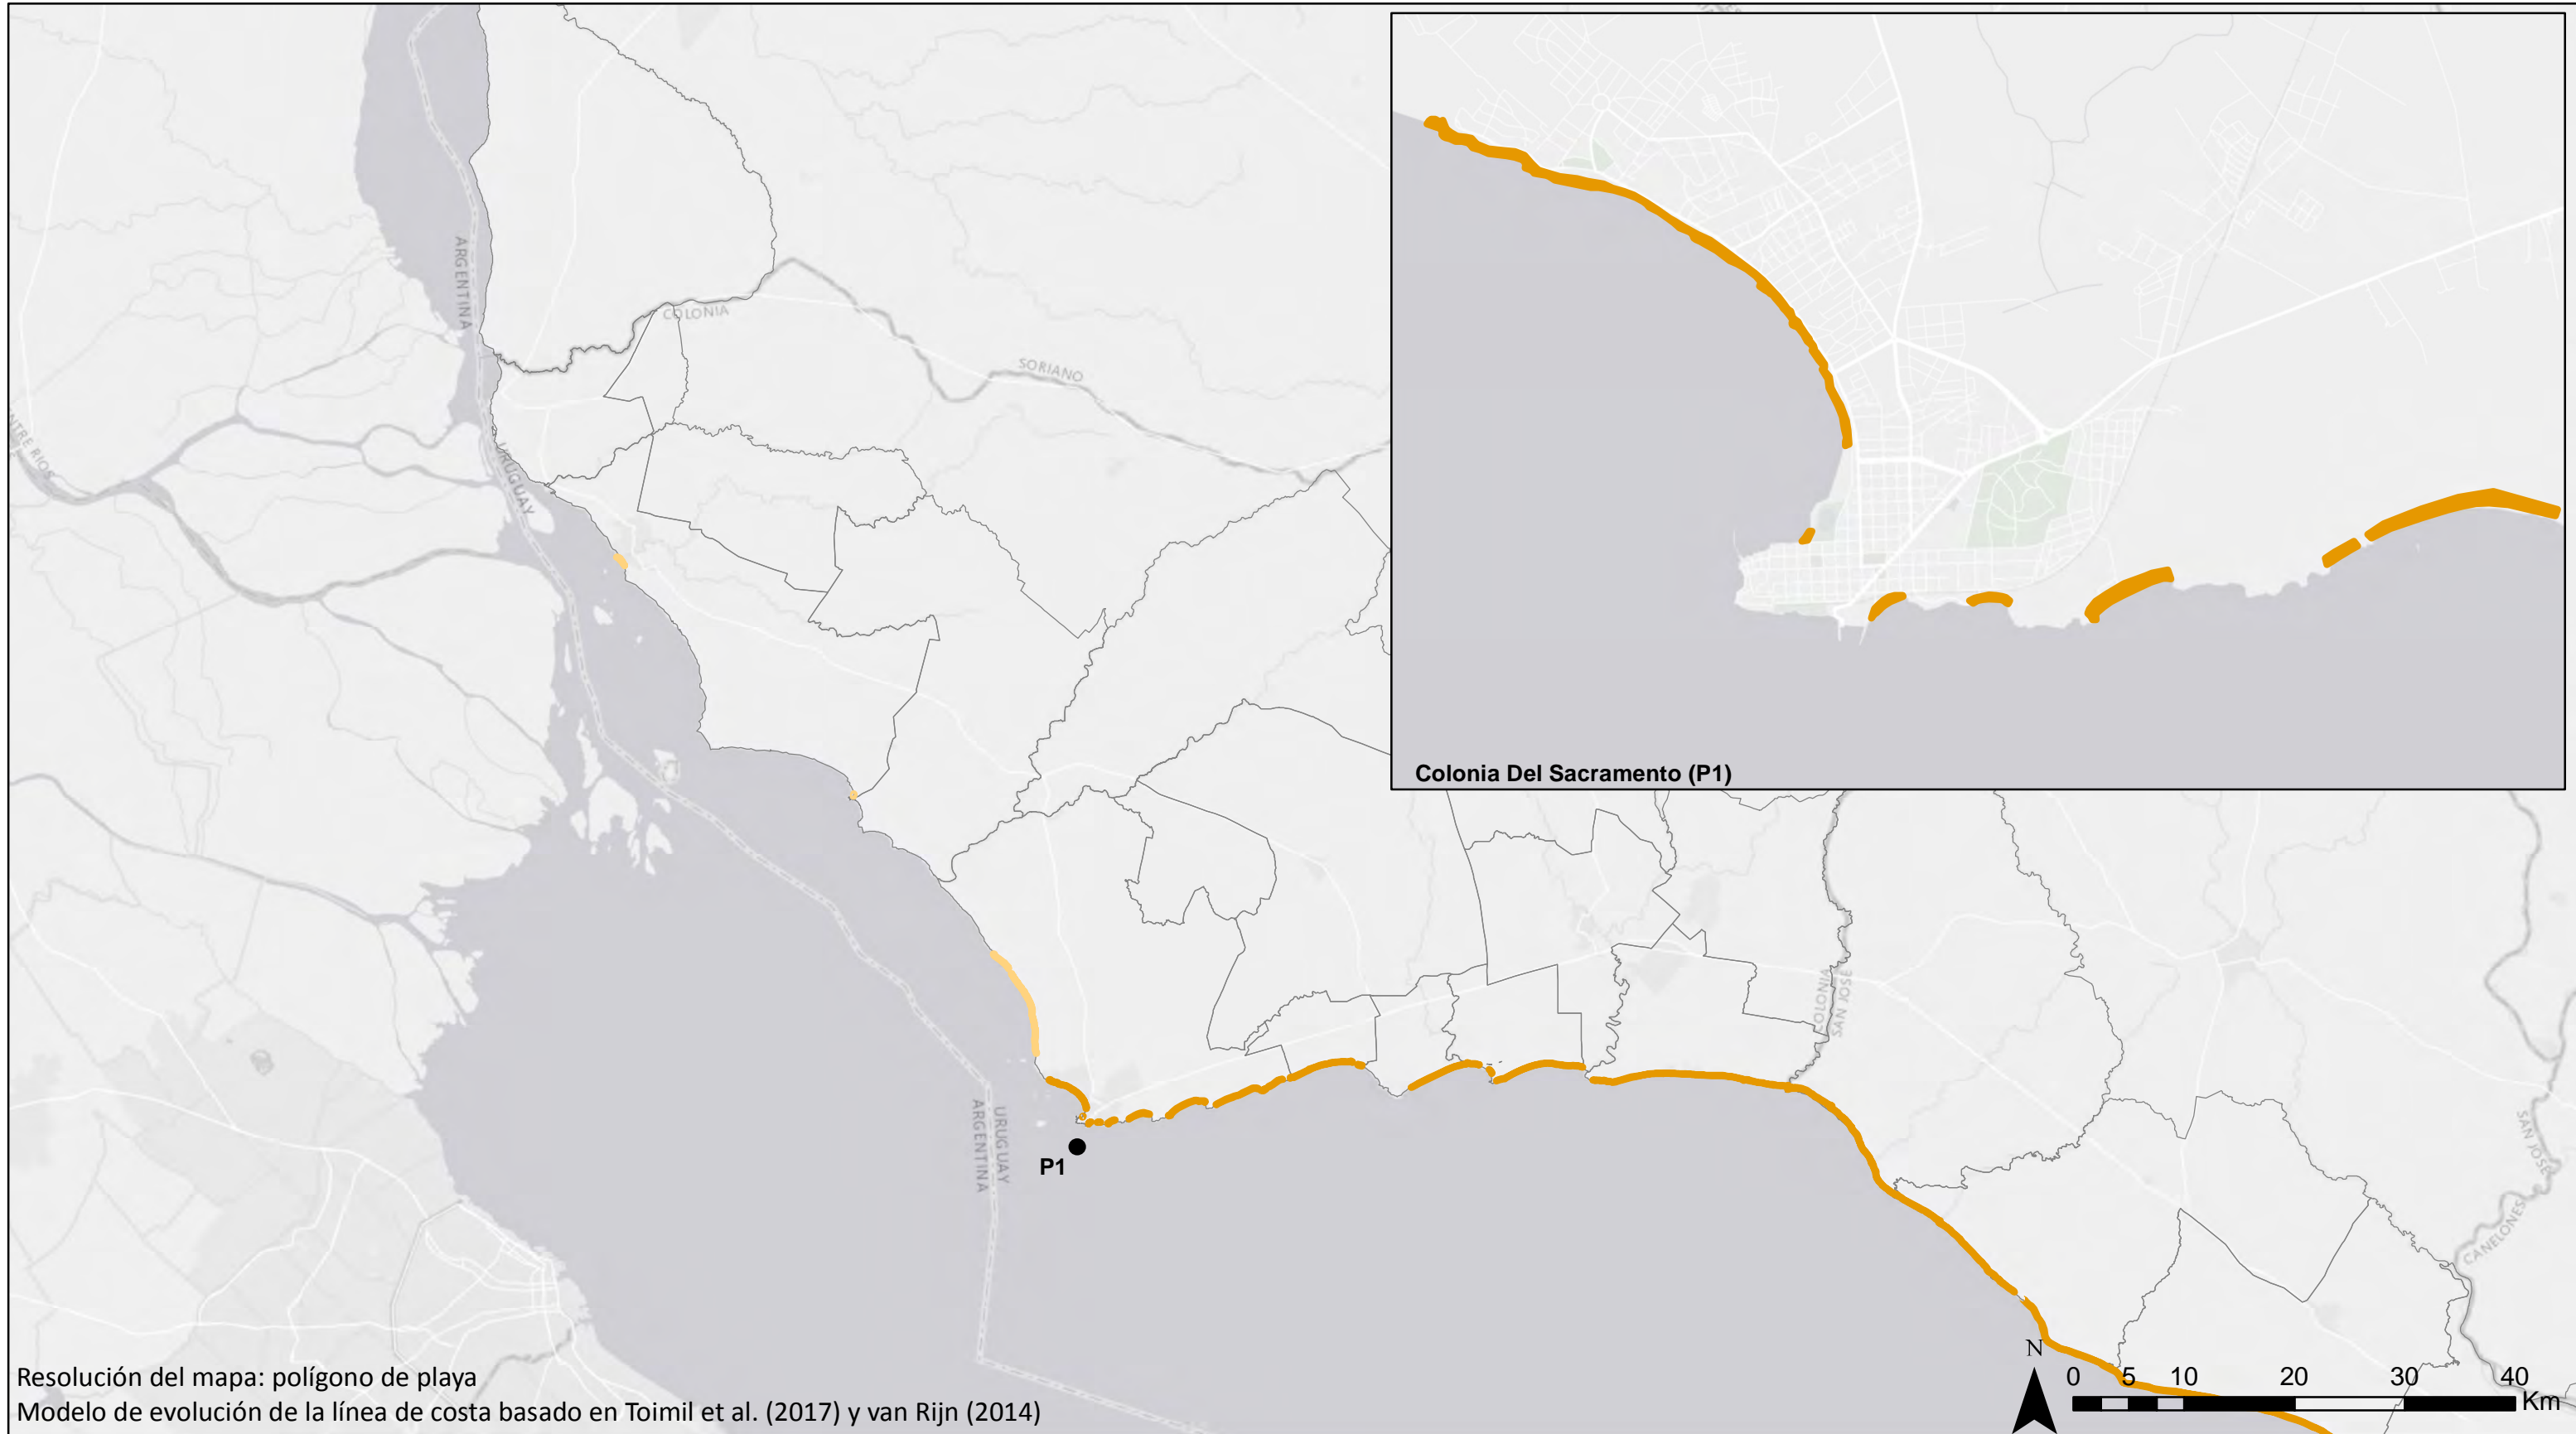 Colonia Del Sacramento (P1)
ARGENTINA
COLONIA
SORIANO
URUGUAY
COLONIA
SAN JOSÉ
URUGUAY
ARGENTINA
P1
SAN JOSÉ
CANELONES
N
0 5 10 20 30 40
Km
Resolución del mapa: polígono de playa
Modelo de evolución de la línea de costa basado en Toimil et al. (2017) y van Rijn (2014)